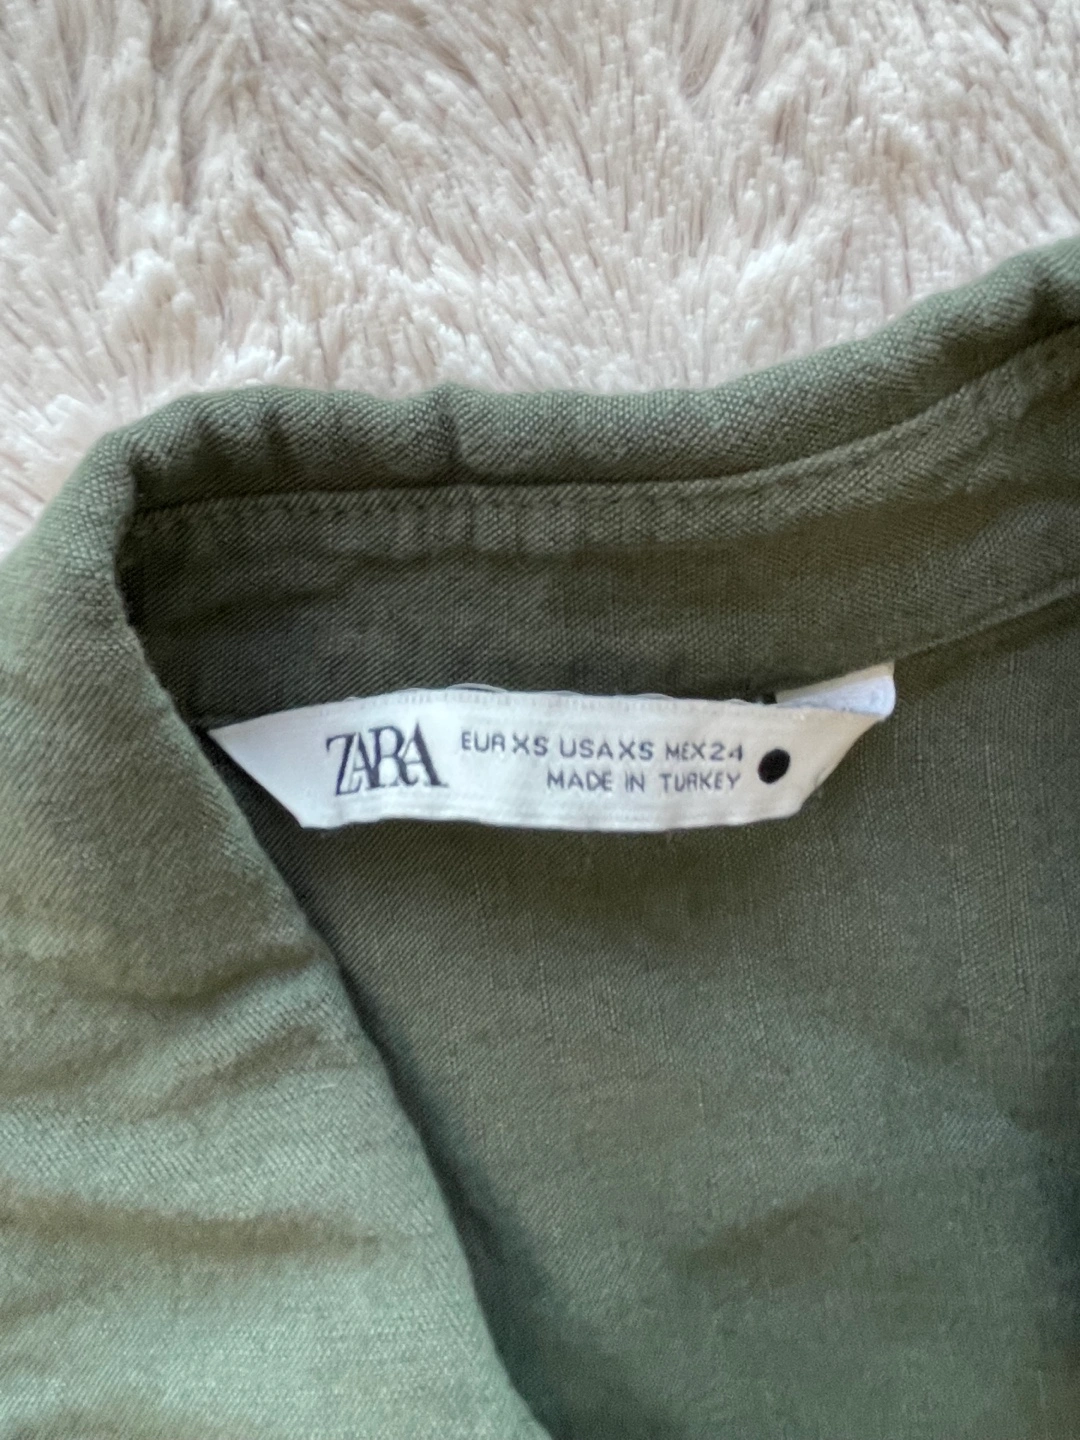 ZARA
EUR XS USA XS MEX 24
MADE IN TURKEY